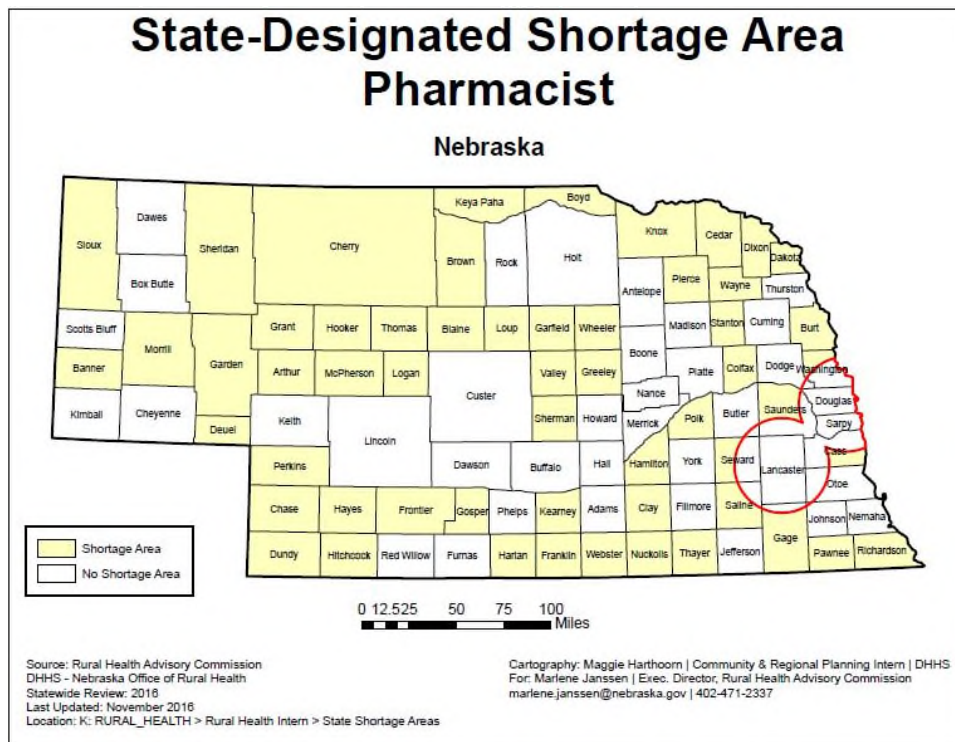 State-Designated Shortage Area
Pharmacist
Nebraska
Keya Paha
Boyd
Dawes
Sioux
Sheridan
Cherry
Knox
Cedar
Dixon
Dakota
Brown
Rock
Holt
Box Butte
Antelope
Pierce
Wayne
Thurston
Scotts Bluff
Morrill
Garden
Grant
Hooker
Thomas
Blaine
Loup
Garfield
Wheeler
Madison
Stanton
Cuming
Burt
Banner
Arthur
McPherson
Logan
Custer
Valley
Greeley
Boone
Platte
Colfax
Dodge
Washington
Kimball
Cheyenne
Deuel
Keith
Lincoln
Sherman
Howard
Nance
Merrick
Polk
Butler
Saunders
Douglas
Sarpy
Perkins
Dawson
Buffalo
Hall
Hamilton
York
Seward
Lancaster
Cass
Otoe
Chase
Hayes
Frontier
Gosper
Phelps
Kearney
Adams
Clay
Fillmore
Saline
Gage
Johnson
Nemaha
Dundy
Hitchcock
Red Willow
Furnas
Harlan
Franklin
Webster
Nuckolls
Thayer
Jefferson
Pawnee
Richardson
Shortage Area
No Shortage Area
0 12.525 50 75 100
Miles
Source: Rural Health Advisory Commission
DHHS - Nebraska Office of Rural Health
Statewide Review: 2016
Last Updated: November 2016
Location: K: RURAL_HEALTH > Rural Health Intern > State Shortage Areas
Cartography: Maggie Harthoorn | Community & Regional Planning Intern | DHHS
For: Marlene Janssen | Exec. Director, Rural Health Advisory Commission
marlene.janssen@nebraska.gov | 402-471-2337